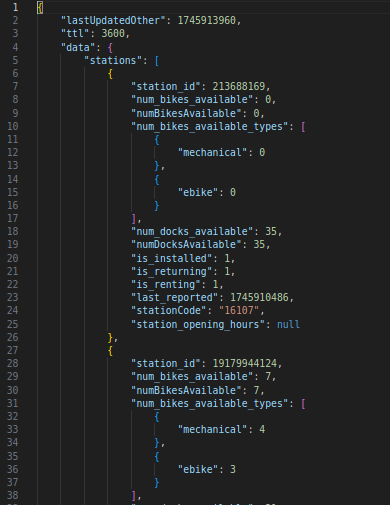 1 {
2 "lastUpdatedOther": 1745913960,
3 "ttl": 3600,
4 "data": {
5 "stations": [
6 {
7 "station_id": 213688169,
8 "num_bikes_available": 0,
9 "numBikesAvailable": 0,
10 "num_bikes_available_types": [
11 {
12 "mechanical": 0
13 },
14 {
15 "ebike": 0
16 }
17 ],
18 "num_docks_available": 35,
19 "numDocksAvailable": 35,
20 "is_installed": 1,
21 "is_returning": 1,
22 "is_renting": 1,
23 "last_reported": 1745910486,
24 "stationCode": "16107",
25 "station_opening_hours": null
26 },
27 {
28 "station_id": 19179944124,
29 "num_bikes_available": 7,
30 "numBikesAvailable": 7,
31 "num_bikes_available_types": [
32 {
33 "mechanical": 4
34 },
35 {
36 "ebike": 3
37 }
38 ],